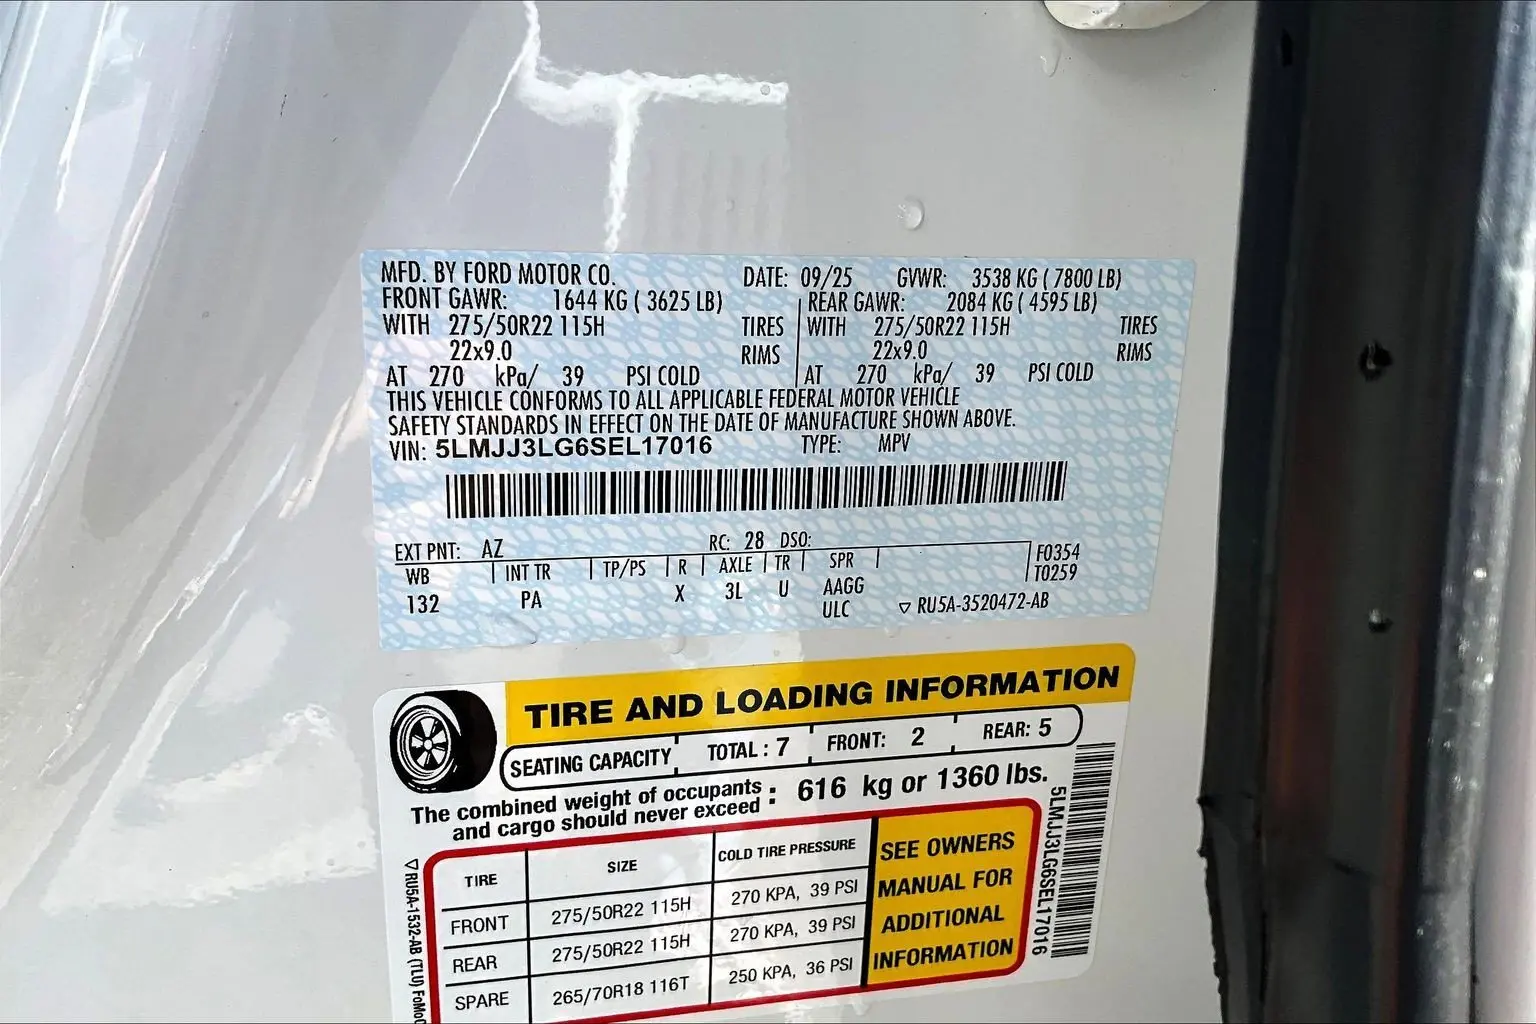 MFD. BY FORD MOTOR CO. DATE: 09/25 GVWR: 3538 KG ( 7800 LB)
FRONT GAWR: 1644 KG ( 3625 LB) REAR GAWR: 2084 KG ( 4595 LB)
WITH 275/50R22 115H TIRES WITH 275/50R22 115H TIRES
22x9.0 RIMS 22x9.0 RIMS
AT 270 kPa/ 39 PSI COLD AT 270 kPa/ 39 PSI COLD
THIS VEHICLE CONFORMS TO ALL APPLICABLE FEDERAL MOTOR VEHICLE
SAFETY STANDARDS IN EFFECT ON THE DATE OF MANUFACTURE SHOWN ABOVE.
VIN: 5LMJJ3LG6SEL17016 TYPE: MPV
EXT PNT: AZ RC: 28 DSO:
WB INT TR TP/PS R AXLE TR SPR F0354
T0259
132 PA X 3L U AAGG
ULC ▽ RU5A-3520472-AB
TIRE AND LOADING INFORMATION
SEATING CAPACITY TOTAL : 7 FRONT: 2 REAR: 5
The combined weight of occupants
and cargo should never exceed : 616 kg or 1360 lbs.
TIRE SIZE COLD TIRE PRESSURE
FRONT 275/50R22 115H 270 KPA, 39 PSI
REAR 275/50R22 115H 270 KPA, 39 PSI
SPARE 265/70R18 116T 250 KPA, 36 PSI
SEE OWNERS
MANUAL FOR
ADDITIONAL
INFORMATION
5LMJJ3LG6SEL17016
▽ RU5A-1532-AB (TLU) FoMoC